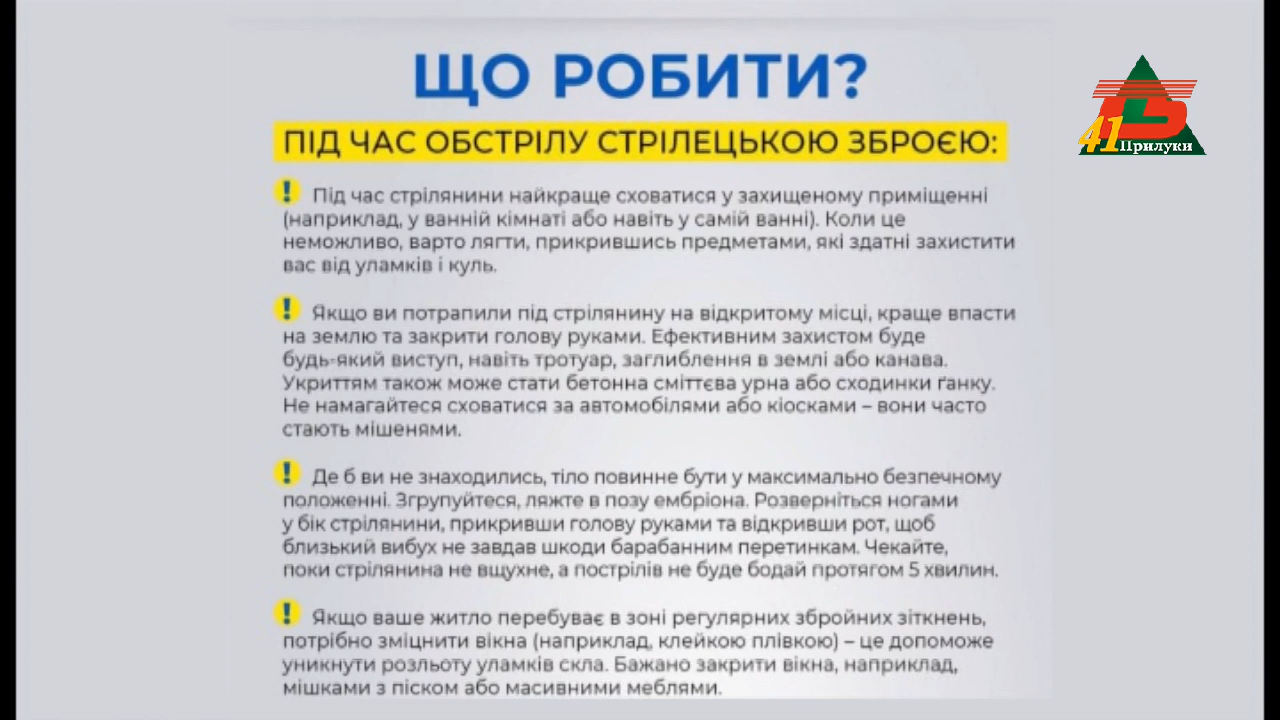 ЩО РОБИТИ?
ПІД ЧАС ОБСТРІЛУ СТРІЛЕЦЬКОЮ ЗБРОЄЮ:
41 Прилуки
! Під час стрілянини найкраще сховатися у захищеному приміщенні
(наприклад, у ванній кімнаті або навіть у самій ванні). Коли це
неможливо, варто лягти, прикрившись предметами, які здатні захистити
вас від уламків і куль.
! Якщо ви потрапили під стрілянину на відкритому місці, краще впасти
на землю та закрити голову руками. Ефективним захистом буде
будь-який виступ, навіть тротуар, заглиблення в землі або канава.
Укриттям також може стати бетонна сміттєва урна або сходинки ґанку.
Не намагайтеся сховатися за автомобілями або кіосками – вони часто
стають мішенями.
! Де б ви не знаходились, тіло повинне бути у максимально безпечному
положенні. Згрупуйтеся, ляжте в позу ембріона. Розверніться ногами
у бік стрілянини, прикривши голову руками та відкривши рот, щоб
близький вибух не завдав шкоди барабанним перетинкам. Чекайте,
поки стрілянина не вщухне, а пострілів не буде бодай протягом 5 хвилин.
! Якщо ваше житло перебуває в зоні регулярних збройних зіткнень,
потрібно зміцнити вікна (наприклад, клейкою плівкою) – це допоможе
уникнути розльоту уламків скла. Бажано закрити вікна, наприклад,
мішками з піском або масивними меблями.